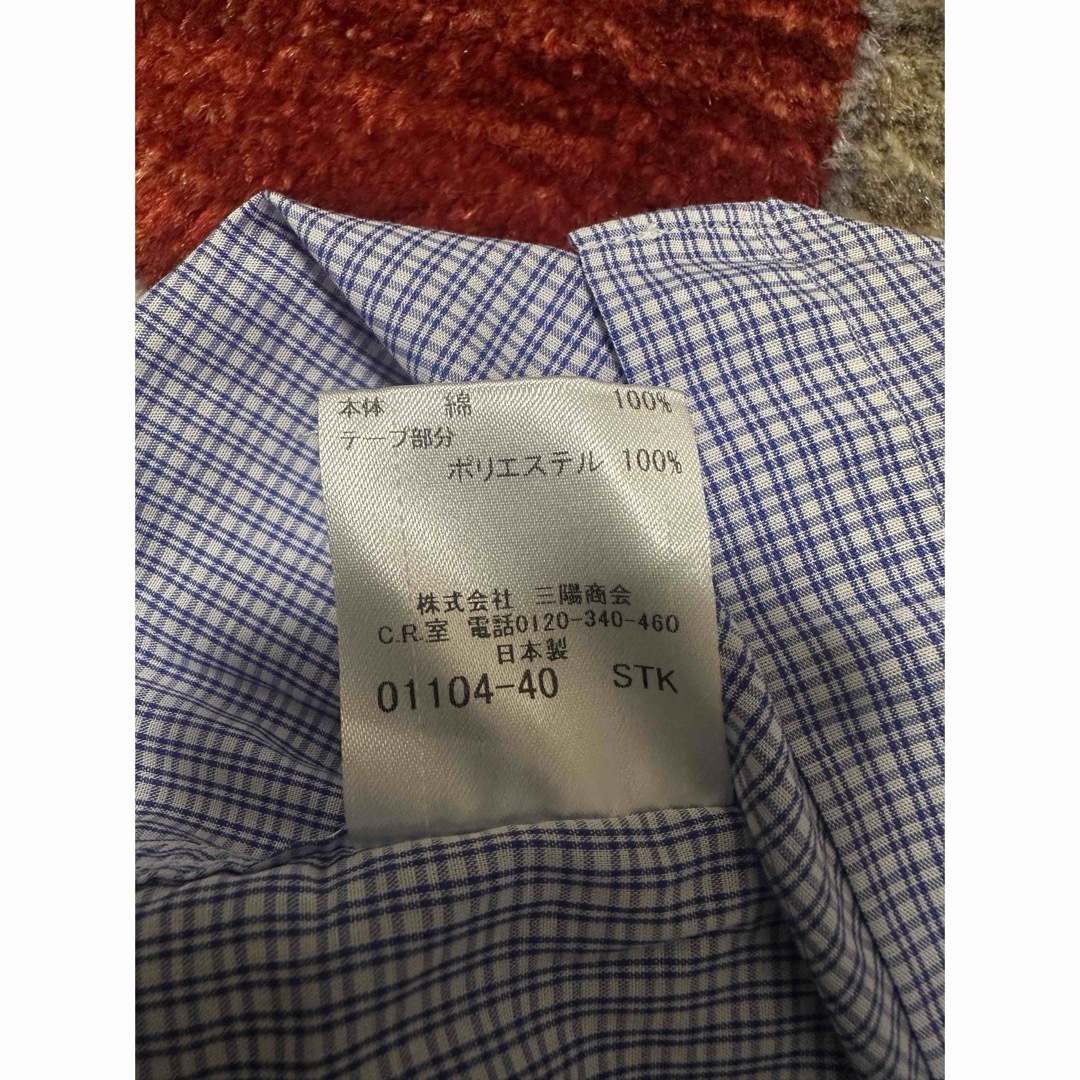 本体 綿 100%
テープ部分
ポリエステル 100%
株式会社 三陽商会
C.R.室 電話0120-340-460
日本製
01104-40 STK